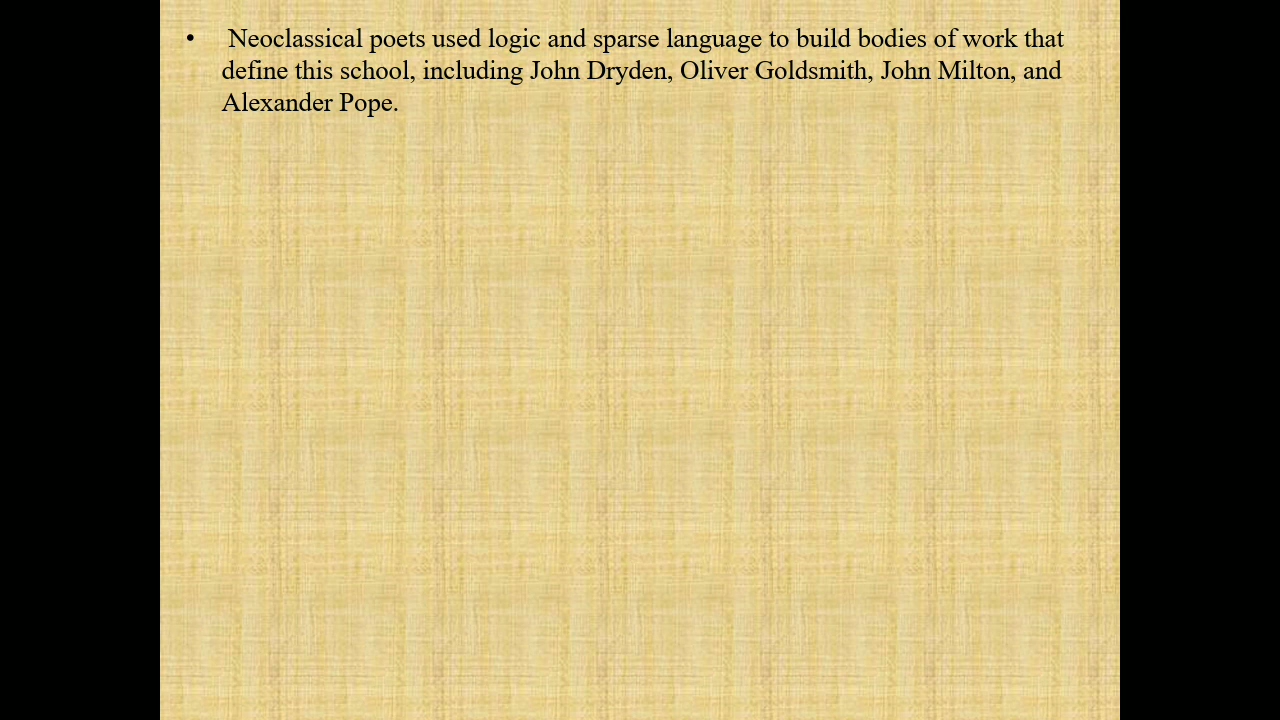 • Neoclassical poets used logic and sparse language to build bodies of work that
define this school, including John Dryden, Oliver Goldsmith, John Milton, and
Alexander Pope.